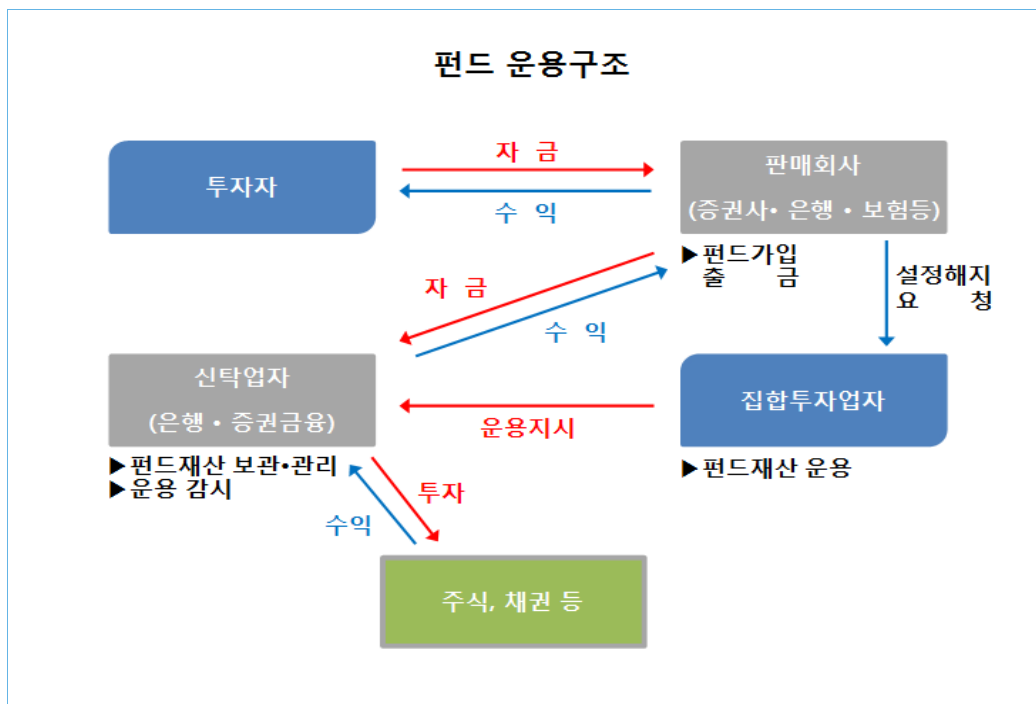 펀드 운용구조
투자자
자 금
수 익
판매회사
(증권사• 은행 • 보험등)
▶펀드가입
출 금
설정해지
요 청
자 금
수 익
신탁업자
(은행 • 증권금융)
▶펀드재산 보관•관리
▶운용 감시
운용지시
집합투자업자
▶펀드재산 운용
투자
수익
주식, 채권 등